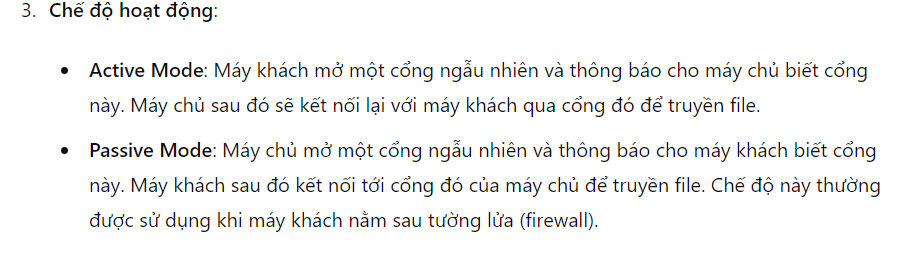 3. Chế độ hoạt động:
• Active Mode: Máy khách mở một cổng ngẫu nhiên và thông báo cho máy chủ biết cổng
này. Máy chủ sau đó sẽ kết nối lại với máy khách qua cổng đó để truyền file.
• Passive Mode: Máy chủ mở một cổng ngẫu nhiên và thông báo cho máy khách biết cổng
này. Máy khách sau đó kết nối tới cổng đó của máy chủ để truyền file. Chế độ này thường
được sử dụng khi máy khách nằm sau tường lửa (firewall).